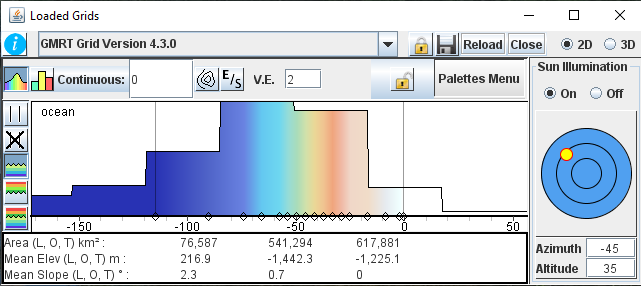 Loaded Grids
GMRT Grid Version 4.3.0
Reload
Close
2D
3D
Continuous:
0
E/S
V.E.
2
Palettes Menu
Sun Illumination
On
Off
ocean
-150
-100
-50
0
50
Azimuth
-45
Altitude
35
Area (L, O, T) km² : 76,587 541,294 617,881
Mean Elev (L, O, T) m : 216.9 -1,442.3 -1,225.1
Mean Slope (L, O, T) ° : 2.3 0.7 0